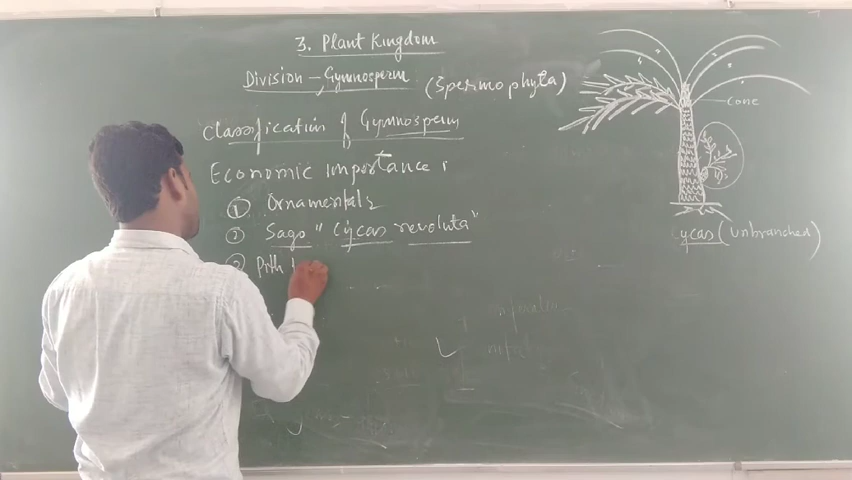 3. Plant Kingdom
Division - Gymnosperm (Spermophyta)
Classification of Gymnosperm
Economic importance :
① Ornamentals
② Sago "Cycas revoluta"
③ Pith
Cone
Cycas (unbranched)